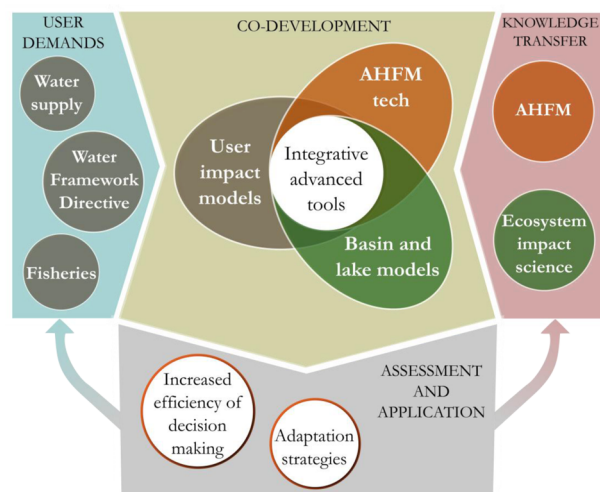 USER
DEMANDS
Water
supply
Water
Framework
Directive
Fisheries
CO-DEVELOPMENT
AHFM
tech
User
impact
models
Integrative
advanced
tools
Basin and
lake models
KNOWLEDGE
TRANSFER
AHFM
Ecosystem
impact
science
ASSESSMENT
AND
APPLICATION
Increased
efficiency of
decision
making
Adaptation
strategies